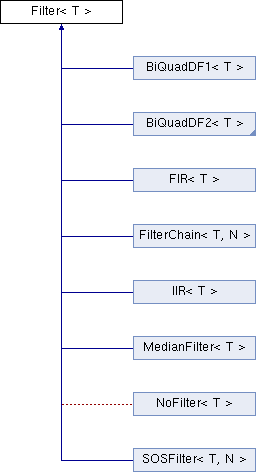 Filter< T >
BiQuadDF1< T >
BiQuadDF2< T >
FIR< T >
FilterChain< T, N >
IIR< T >
MedianFilter< T >
NoFilter< T >
SOSFilter< T, N >